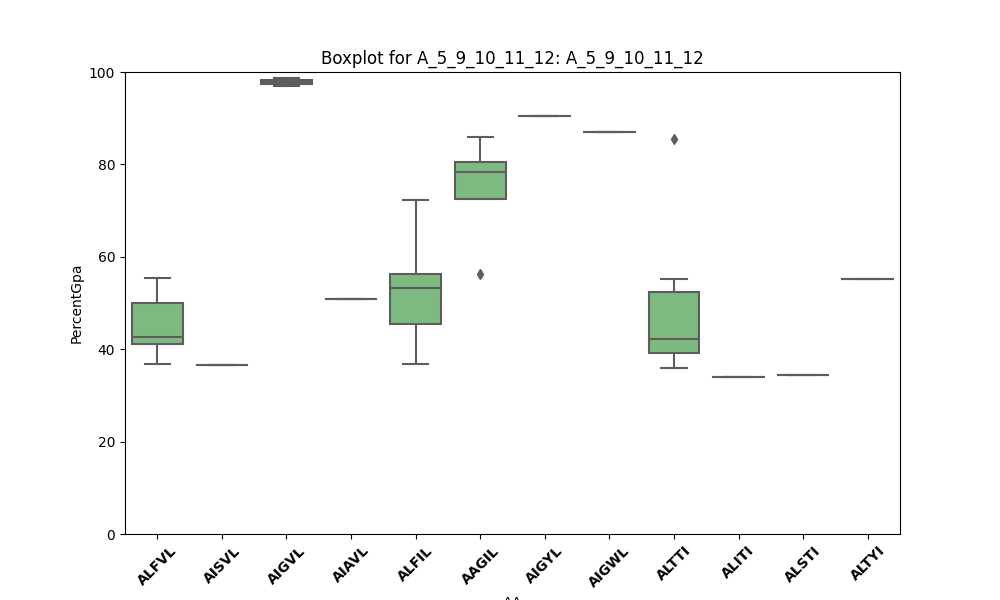 Boxplot for A_5_9_10_11_12: A_5_9_10_11_12
PercentGpa
100
80
60
40
20
0
ALFVL
AISVL
AIGVL
AIAVL
ALFIL
AAGIL
AIGYL
AIGWL
ALTTI
ALITI
ALSTI
ALTYI